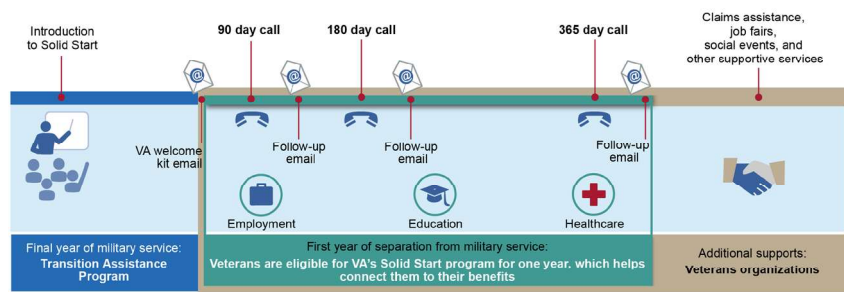 Introduction
to Solid Start
90 day call
180 day call
365 day call
Claims assistance,
job fairs,
social events, and
other supportive services
VA welcome
kit email
Follow-up
email
Follow-up
email
Follow-up
email
Employment
Education
Healthcare
Final year of military service:
Transition Assistance
Program
First year of separation from military service:
Veterans are eligible for VA's Solid Start program for one year. which helps
connect them to their benefits
Additional supports:
Veterans organizations